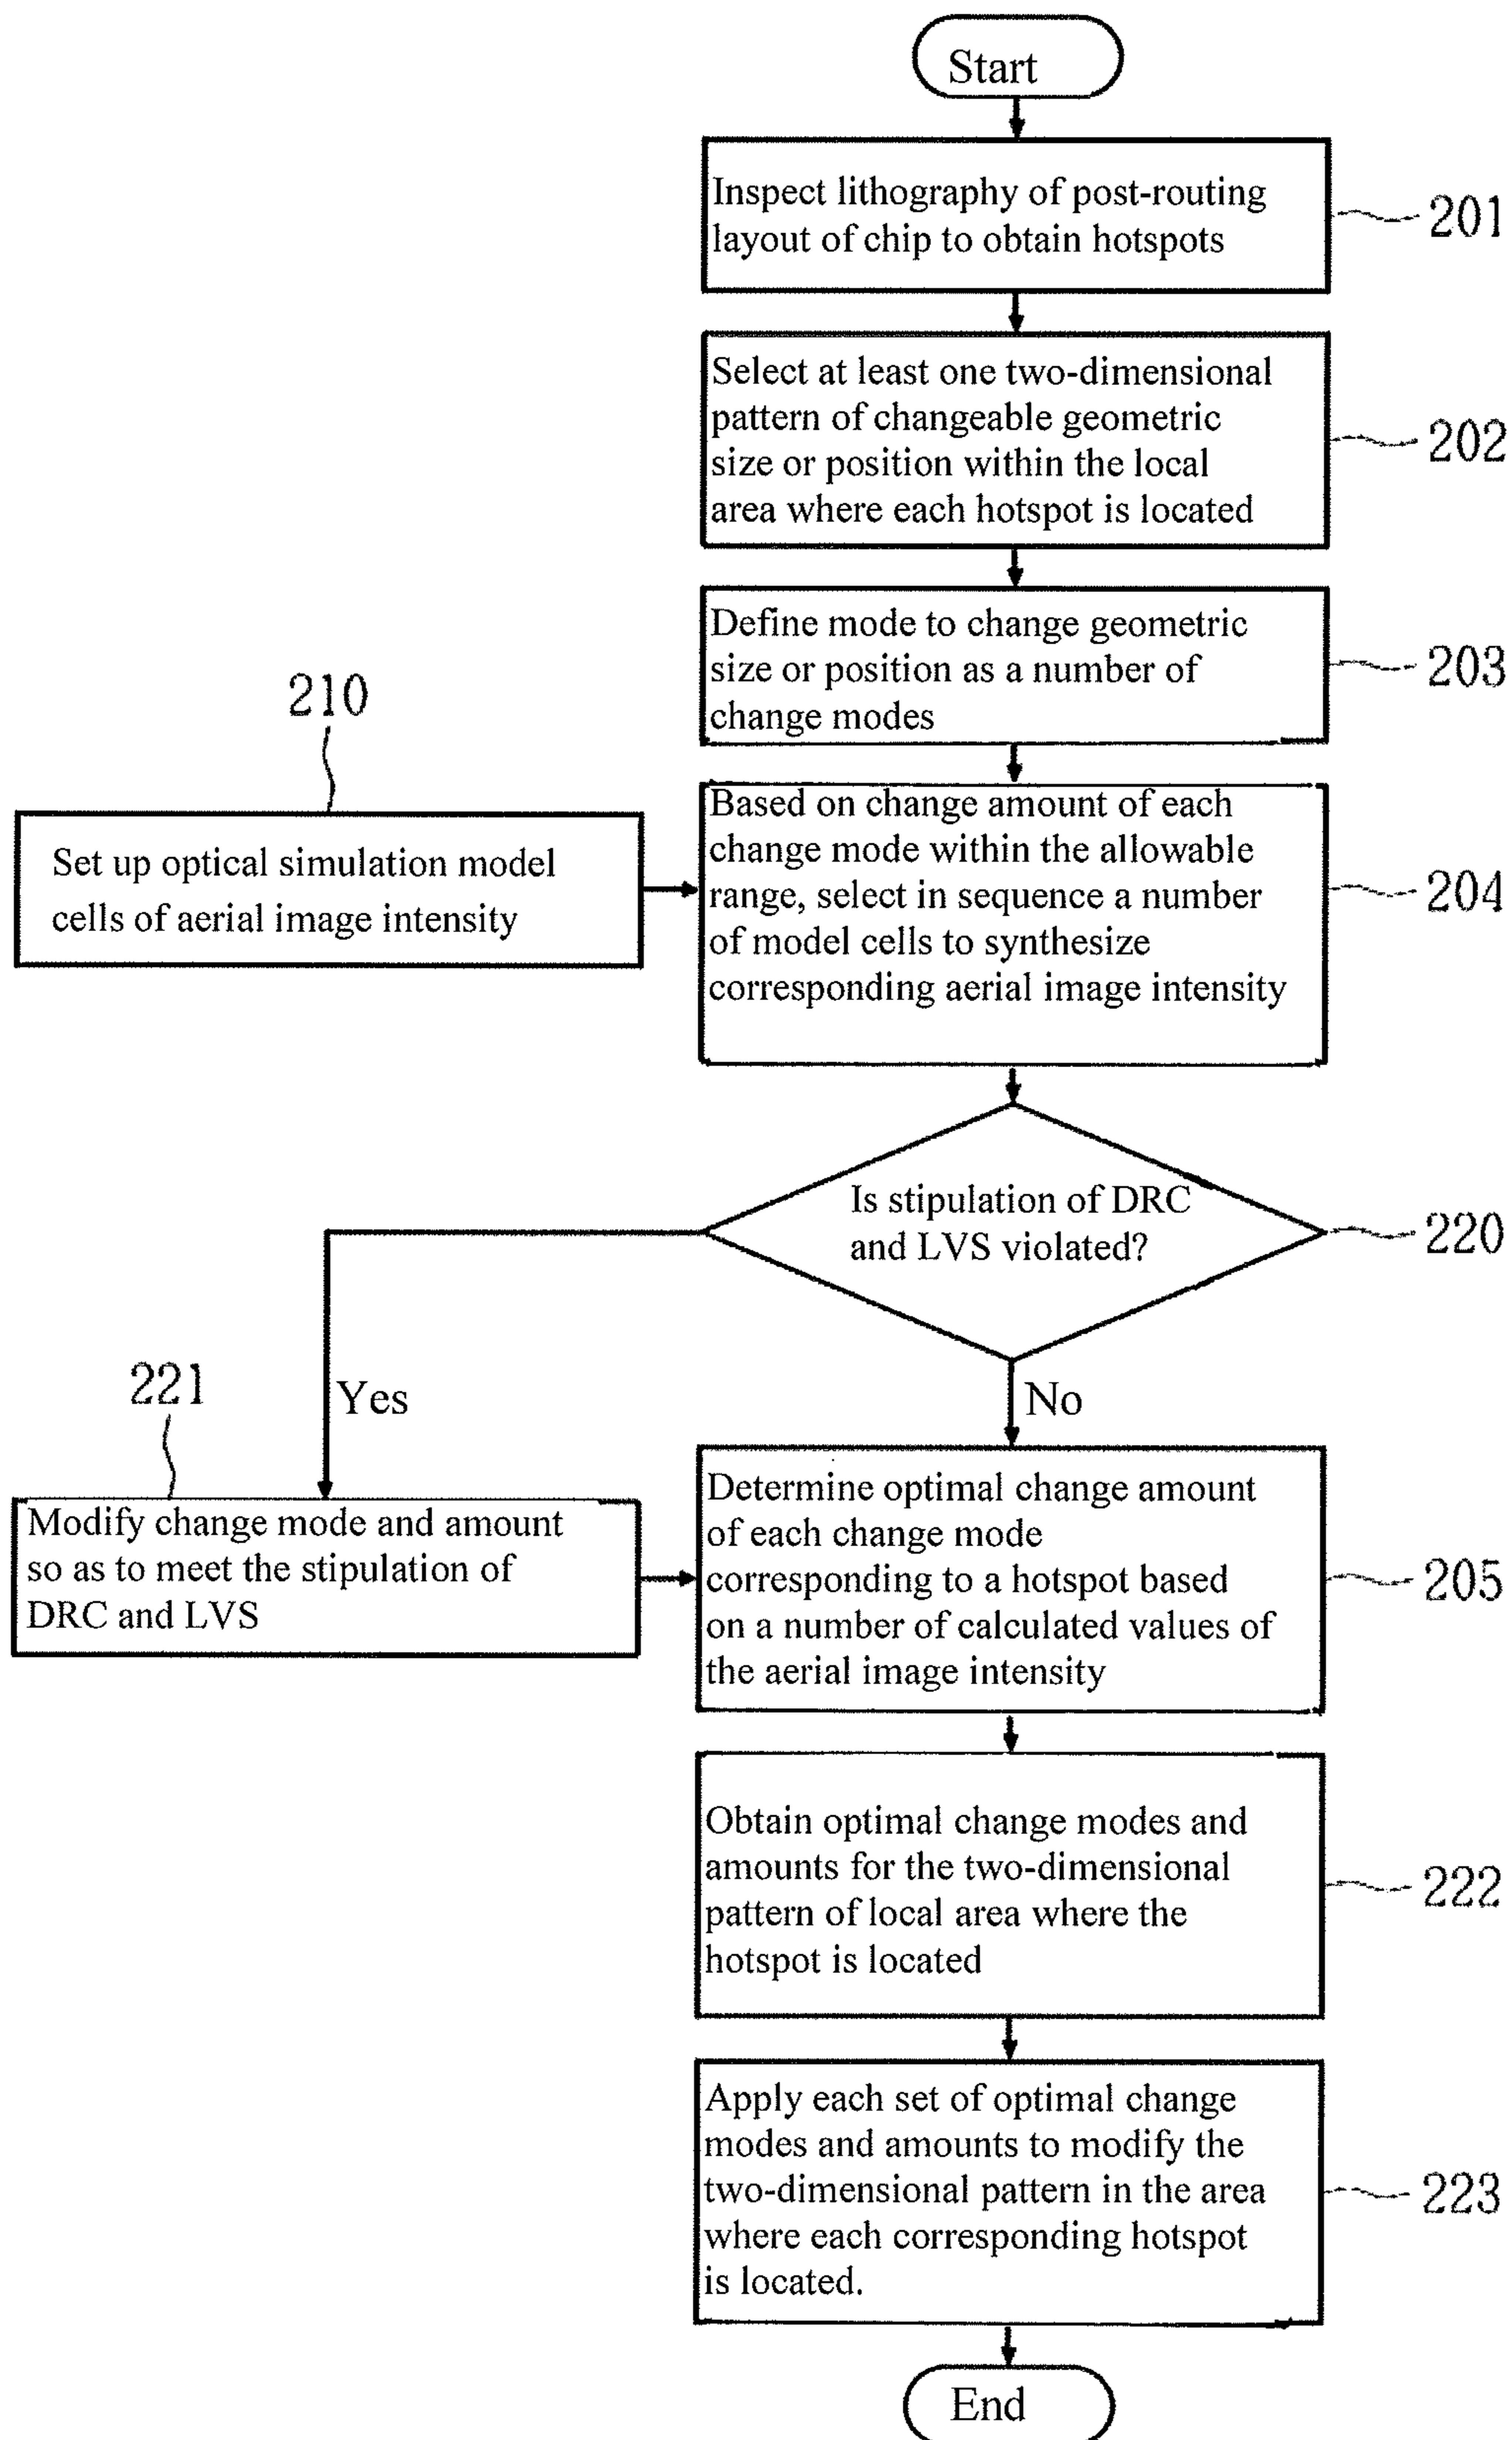 Start
Inspect lithography of post-routing
layout of chip to obtain hotspots
201
Select at least one two-dimensional
pattern of changeable geometric
size or position within the local
area where each hotspot is located
202
Define mode to change geometric
size or position as a number of
change modes
203
210
Set up optical simulation model
cells of aerial image intensity
Based on change amount of each
change mode within the allowable
range, select in sequence a number
of model cells to synthesize
corresponding aerial image intensity
204
Is stipulation of DRC
and LVS violated?
220
Yes
No
221
Modify change mode and amount
so as to meet the stipulation of
DRC and LVS
Determine optimal change amount
of each change mode
corresponding to a hotspot based
on a number of calculated values of
the aerial image intensity
205
Obtain optimal change modes and
amounts for the two-dimensional
pattern of local area where the
hotspot is located
222
Apply each set of optimal change
modes and amounts to modify the
two-dimensional pattern in the area
where each corresponding hotspot
is located.
223
End